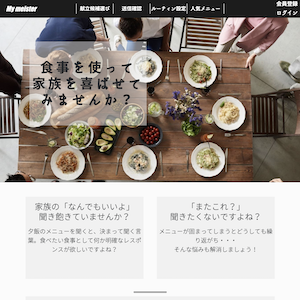 My meister
献立候補選び
送信確認
ルーティン設定
人気メニュー
会員登録
ログイン
食事を使って
家族を喜ばせて
みませんか？
家族の「なんでもいいよ」
聞き飽きていませんか？
夕飯のメニューを聞くと、決まって聞く言
葉。食べたい食事として何か明確なレスポ
ンスが欲しいですよね？
「またこれ？」
聞きたくないですよね？
メニューが固まってしまうとどうしても繰
り返がち・・・
そんな悩みも解消しましょう！